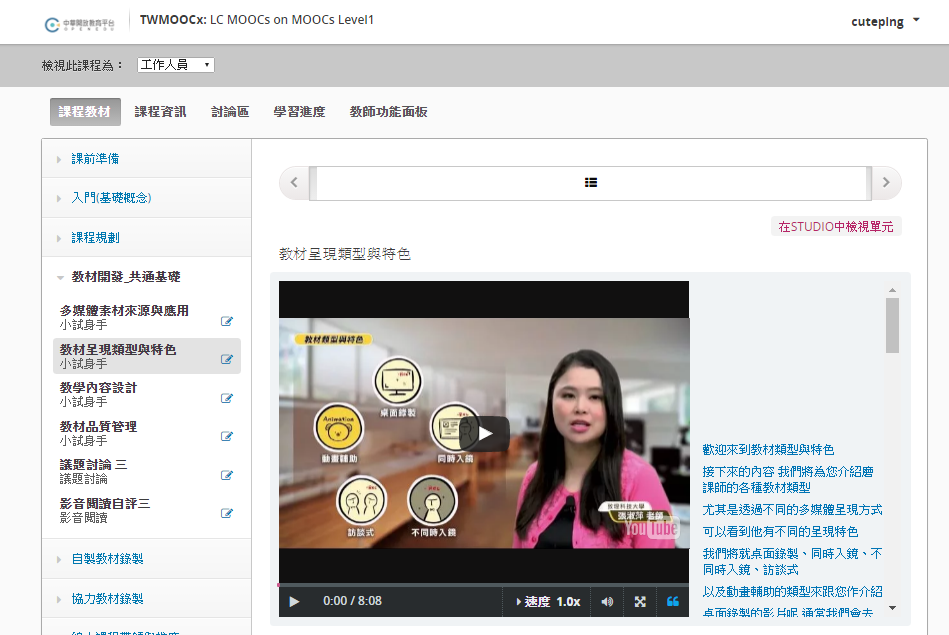 中華開放教育平台
OPENEDU
TWMOOCx: LC MOOCs on MOOCs Level1
cuteping
檢視此課程為：
工作人員
課程教材
課程資訊
討論區
學習進度
教師功能面板
課前準備
入門(基礎概念)
課程規劃
教材開發_共通基礎
多媒體素材來源與應用
小試身手
教材呈現類型與特色
小試身手
教學內容設計
小試身手
教材品質管理
小試身手
議題討論 三
議題討論
影音閱讀自評三
影音閱讀
自製教材錄製
協力教材錄製
在STUDIO中檢視單元
教材呈現類型與特色
教材類型與特色
桌面錄製
Animation
動畫輔助
同時入鏡
訪談式
不同時入鏡
致理科技大學
張淑萍 老師
YouTube
0:00 / 8:08
速度 1.0x
歡迎來到教材類型與特色
接下來的內容 我們將為您介紹磨
課師的各種教材類型
尤其是透過不同的多媒體呈現方式
可以看到他有不同的呈現特色
我們將就桌面錄製、同時入鏡、不
同時入鏡、訪談式
以及動畫輔助的類型來跟您作介紹
桌面錄製的影片呢 通常我們會去